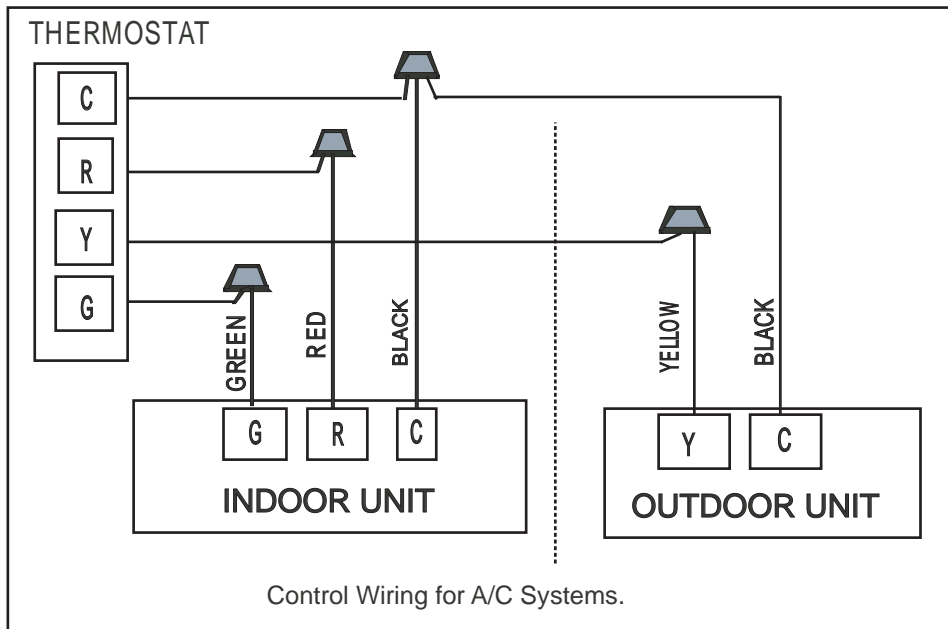 THERMOSTAT
C
R
Y
G
GREEN
RED
BLACK
YELLOW
BLACK
G R C
INDOOR UNIT
Y C
OUTDOOR UNIT
Control Wiring for A/C Systems.